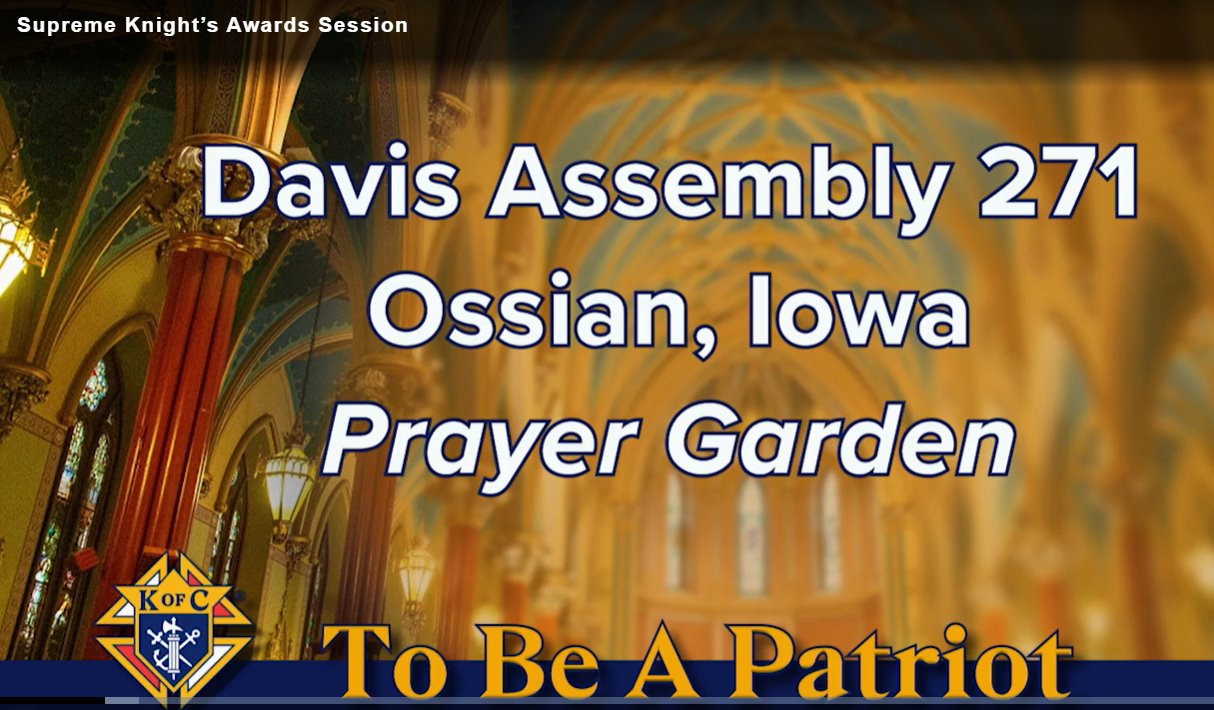 Supreme Knight’s Awards Session
Davis Assembly 271
Ossian, Iowa
Prayer Garden
K OF C
To Be A Patriot